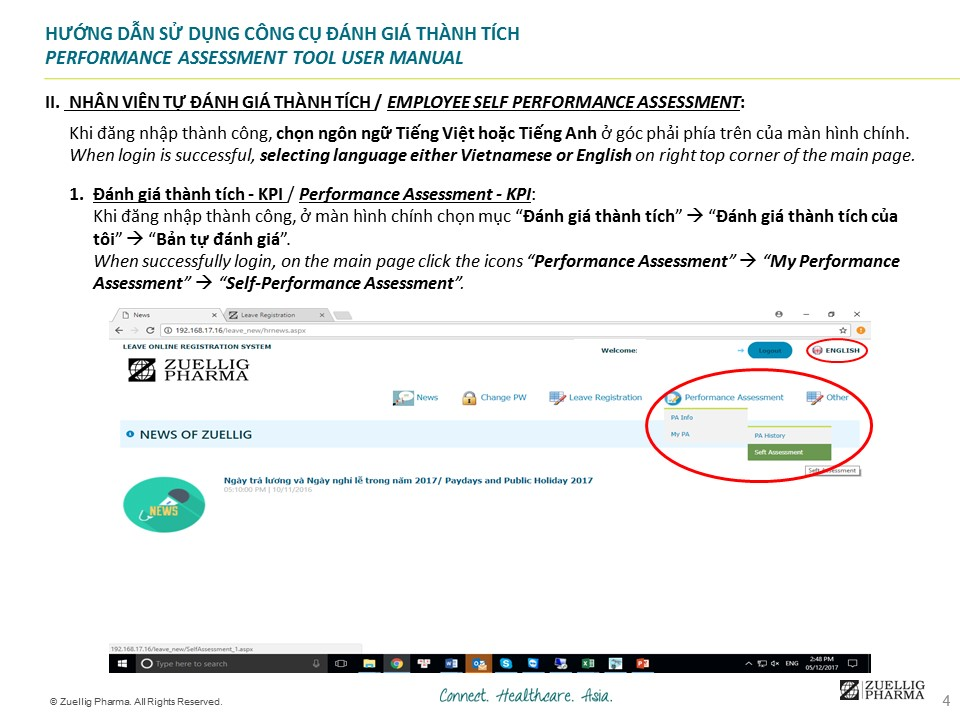 HƯỚNG DẪN SỬ DỤNG CÔNG CỤ ĐÁNH GIÁ THÀNH TÍCH
PERFORMANCE ASSESSMENT TOOL USER MANUAL
II. NHÂN VIÊN TỰ ĐÁNH GIÁ THÀNH TÍCH / EMPLOYEE SELF PERFORMANCE ASSESSMENT:
Khi đăng nhập thành công, chọn ngôn ngữ Tiếng Việt hoặc Tiếng Anh ở góc phải phía trên của màn hình chính.
When login is successful, selecting language either Vietnamese or English on right top corner of the main page.
1. Đánh giá thành tích - KPI / Performance Assessment - KPI:
Khi đăng nhập thành công, ở màn hình chính chọn mục “Đánh giá thành tích” → “Đánh giá thành tích của
tôi” → “Bản tự đánh giá”.
When successfully login, on the main page click the icons “Performance Assessment” → “My Performance
Assessment” → “Self-Performance Assessment”.
News
Leave Registration
192.168.17.16/leave_new/hrnews.aspx
LEAVE ONLINE REGISTRATION SYSTEM
Welcome:
Logout
ENGLISH
ZUELLIG
PHARMA
News
Change PW
Leave Registration
Performance Assessment
Other
PA Info
My PA
PA History
Seft Assessment
Seft Assessment
NEWS OF ZUELLIG
NEWS
Ngày trả lương và Ngày nghỉ lễ trong năm 2017/ Paydays and Public Holiday 2017
05:10:00 PM | 10/11/2016
192.168.17.16/leave_new/SelfAssessment_1.aspx
Type here to search
ENG
2:48 PM
05/12/2017
© Zuellig Pharma. All Rights Reserved.
Connect. Healthcare. Asia.
ZUELLIG
PHARMA
4